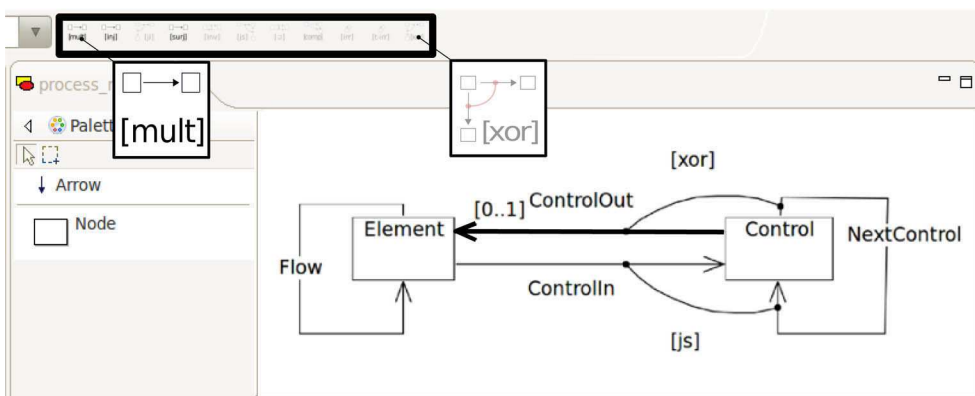 [mult] [inj] [surj]
process_
[mult]
[xor]
Palett
Arrow
Node
[xor]
[0..1] ControlOut
Element
Control
NextControl
Flow
ControlIn
[js]